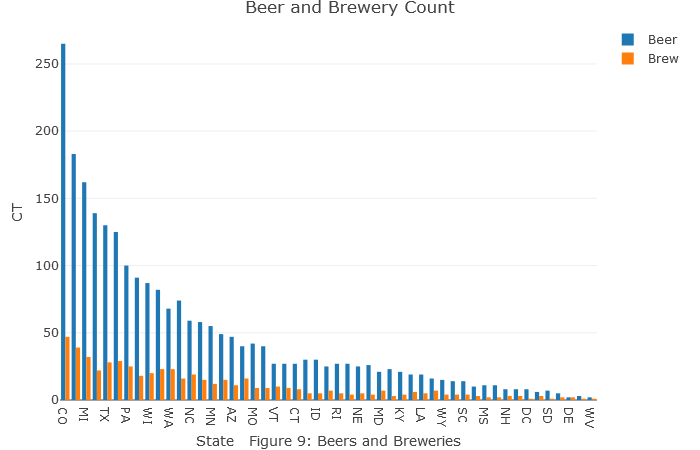 Beer and Brewery Count
Beer
Brew
CT
250
200
150
100
50
0
CO
MI
TX
PA
WI
WA
NC
MN
AZ
MO
VT
CT
ID
RI
NE
MD
KY
LA
WY
SC
MS
NH
DC
SD
DE
WV
State Figure 9: Beers and Breweries